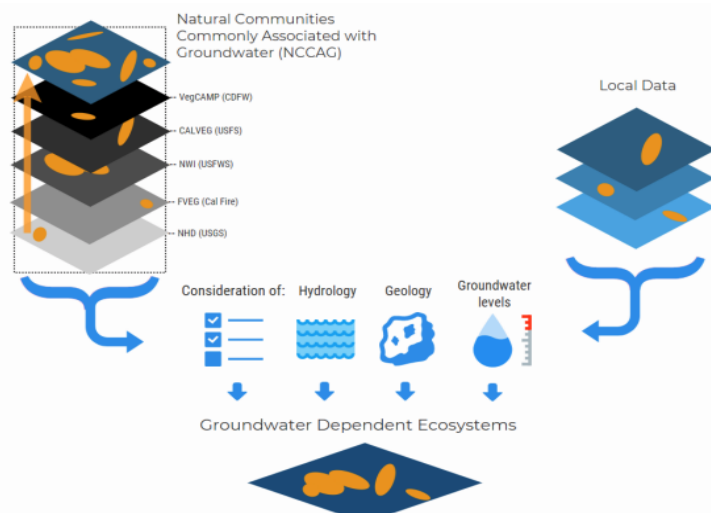 Natural Communities
Commonly Associated with
Groundwater (NCCAG)
VegCAMP (CDFW)
CALVEG (USFS)
NWI (USFWS)
FVEG (Cal Fire)
NHD (USGS)
Local Data
Consideration of:
Hydrology
Geology
Groundwater
levels
Groundwater Dependent Ecosystems